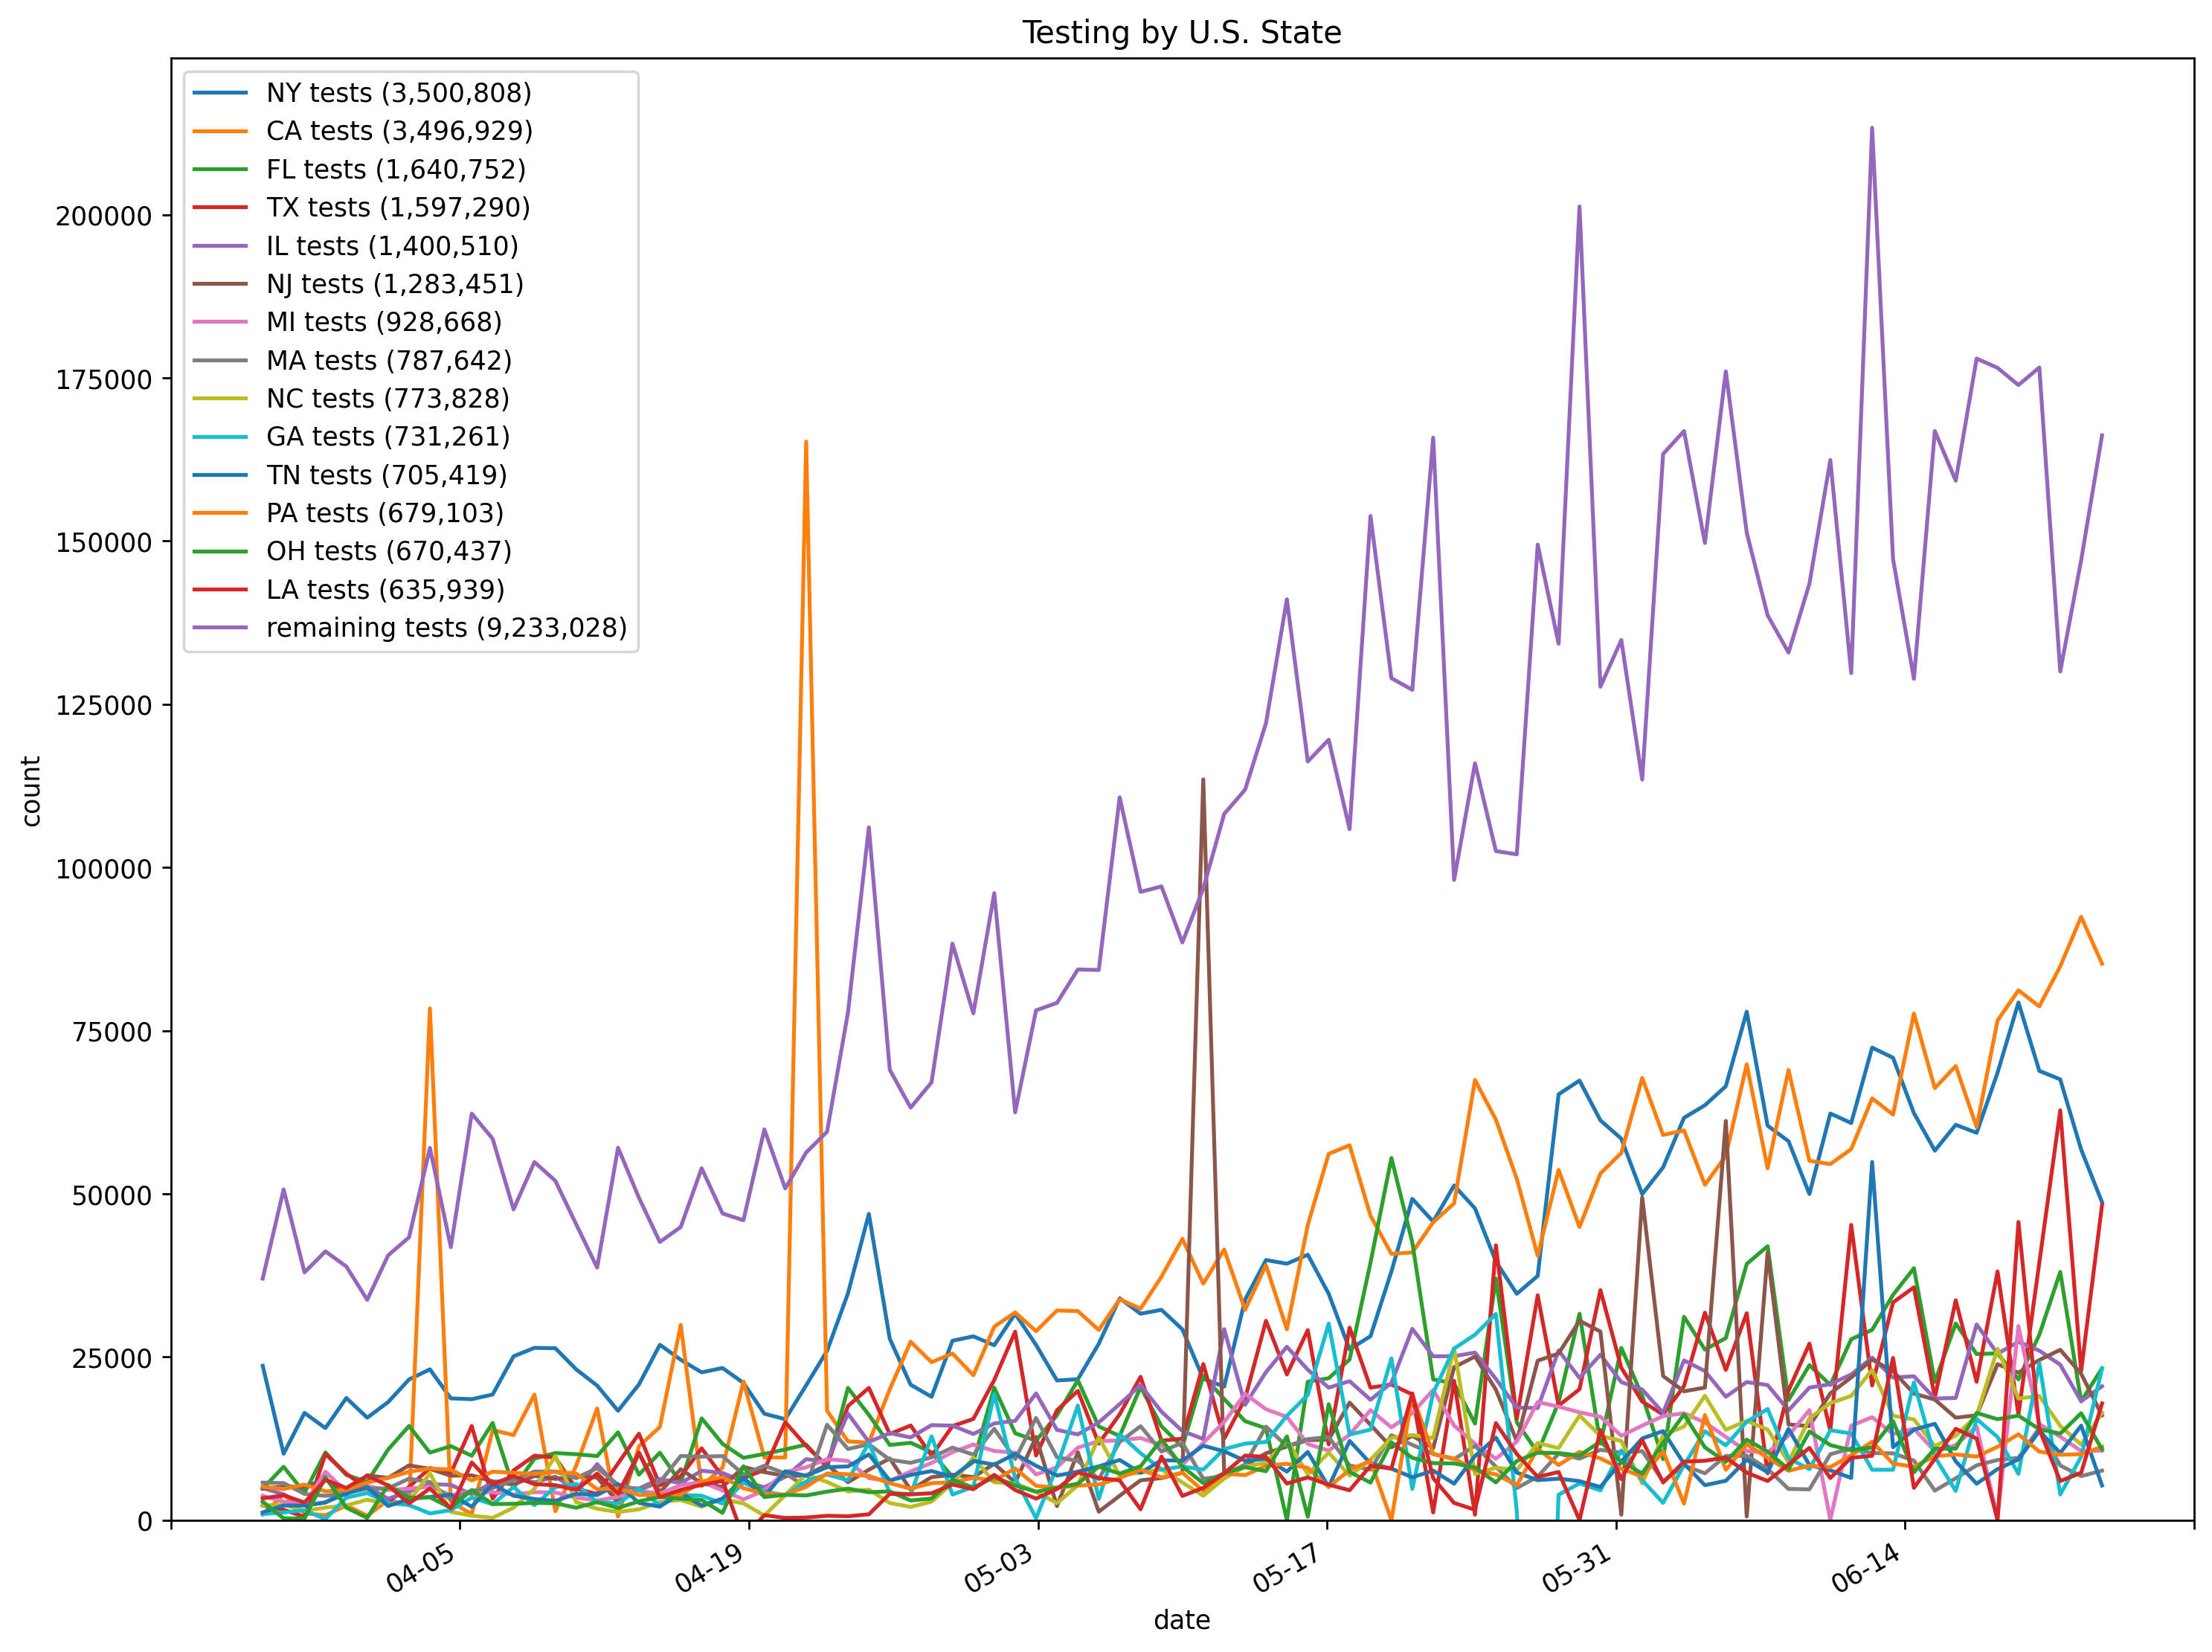 Testing by U.S. State
NY tests (3,500,808)
CA tests (3,496,929)
FL tests (1,640,752)
TX tests (1,597,290)
IL tests (1,400,510)
NJ tests (1,283,451)
MI tests (928,668)
MA tests (787,642)
NC tests (773,828)
GA tests (731,261)
TN tests (705,419)
PA tests (679,103)
OH tests (670,437)
LA tests (635,939)
remaining tests (9,233,028)
200000
175000
150000
125000
100000
75000
50000
25000
0
count
04-05
04-19
05-03
05-17
05-31
06-14
date